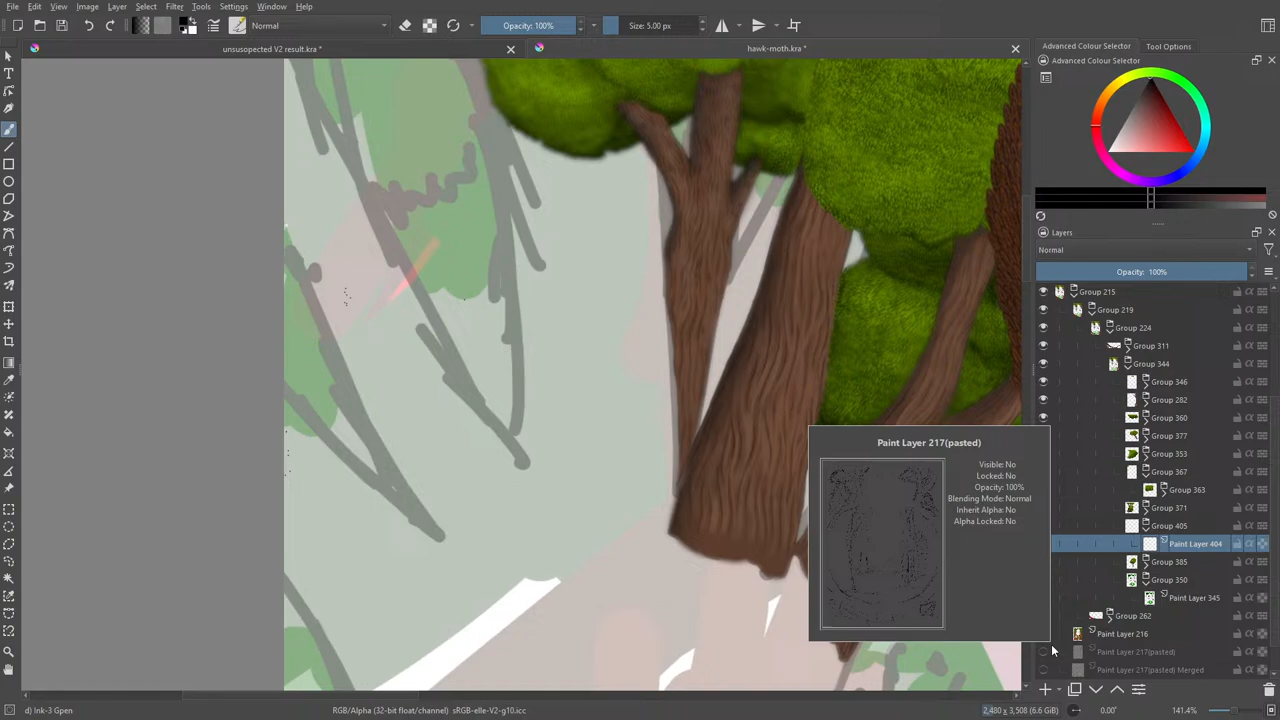 File Edit View Image Layer Select Filter Tools Settings Window Help
Normal Opacity: 100% Size: 5.00 px
unsusopected V2 result.kra * hawk-moth.kra *
Advanced Colour Selector Tool Options
Advanced Colour Selector
Layers
Normal
Opacity: 100%
Group 215
Group 219
Group 224
Group 311
Group 344
Group 346
Group 282
Group 360
Group 377
Group 353
Group 367
Group 363
Group 371
Group 405
Paint Layer 404
Group 385
Group 350
Paint Layer 345
Group 262
Paint Layer 216
Paint Layer 217(pasted)
Paint Layer 217(pasted) Merged
Paint Layer 217(pasted)
Visible: No
Locked: No
Opacity: 100%
Blending Mode: Normal
Inherit Alpha: No
Alpha Locked: No
d) Ink-3 Gpen RGB/Alpha (32-bit float/channel) sRGB-elle-V2-g10.icc 2,480 x 3,508 (6.6 GiB) 0.00° 141.4%